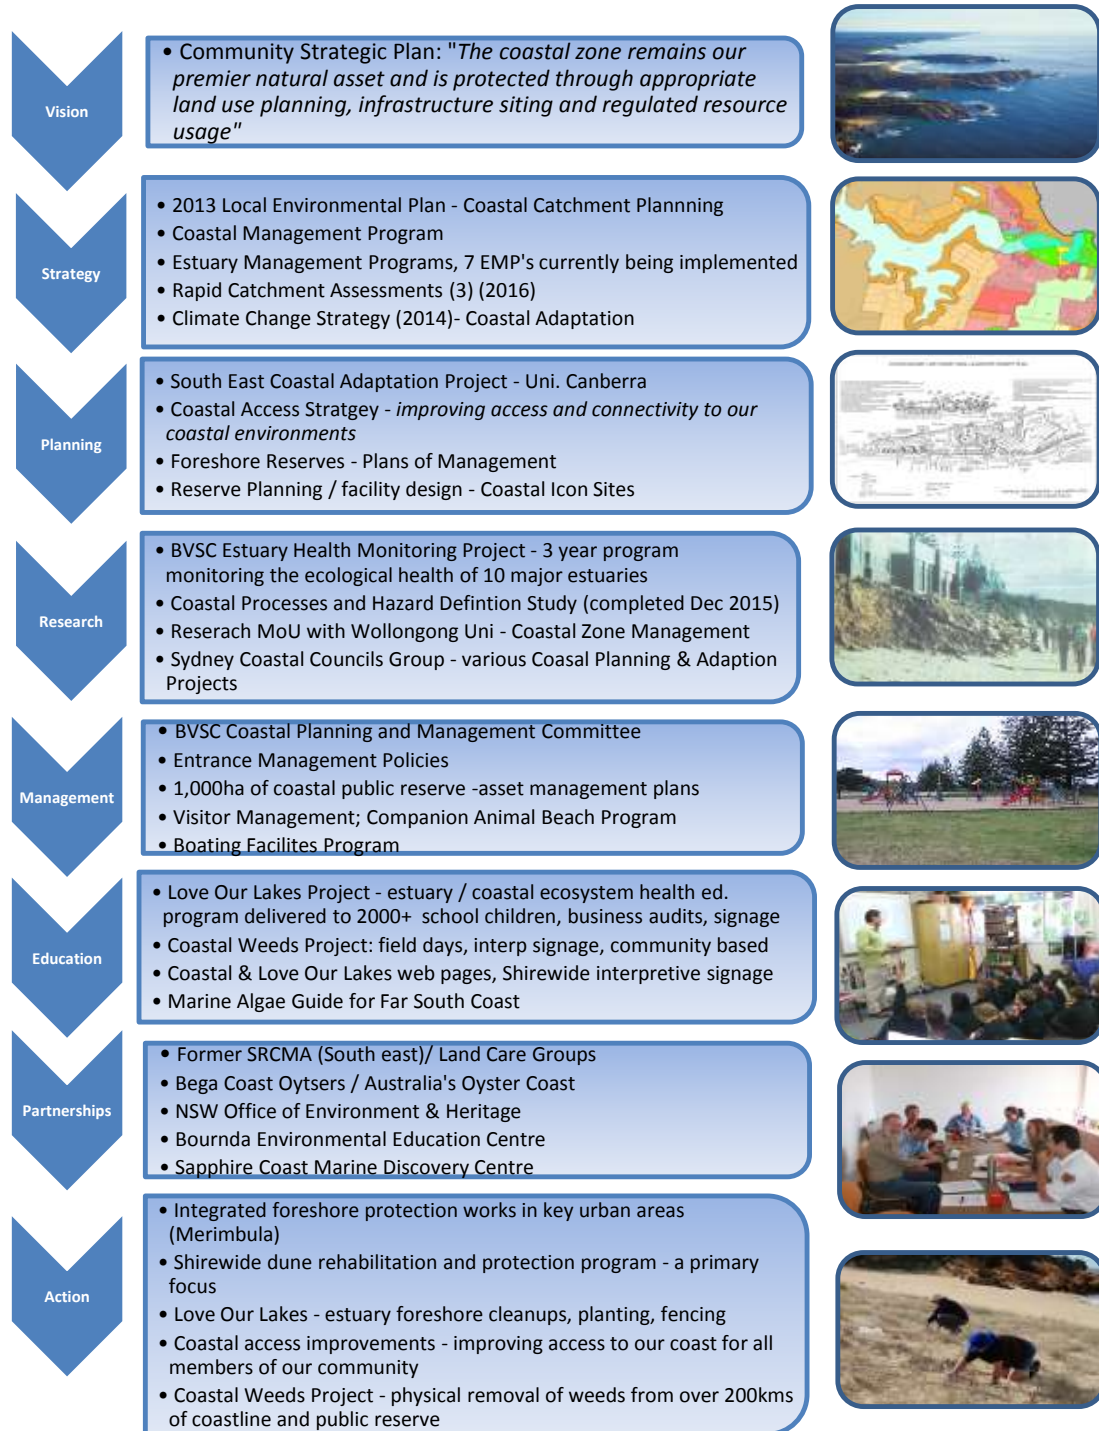 Vision
• Community Strategic Plan: "The coastal zone remains our
premier natural asset and is protected through appropriate
land use planning, infrastructure siting and regulated resource
usage"
Strategy
• 2013 Local Environmental Plan - Coastal Catchment Plannning
• Coastal Management Program
• Estuary Management Programs, 7 EMP's currently being implemented
• Rapid Catchment Assessments (3) (2016)
• Climate Change Strategy (2014)- Coastal Adaptation
Planning
• South East Coastal Adaptation Project - Uni. Canberra
• Coastal Access Stratgey - improving access and connectivity to our
coastal environments
• Foreshore Reserves - Plans of Management
• Reserve Planning / facility design - Coastal Icon Sites
Research
• BVSC Estuary Health Monitoring Project - 3 year program
monitoring the ecological health of 10 major estuaries
• Coastal Processes and Hazard Defintion Study (completed Dec 2015)
• Reserach MoU with Wollongong Uni - Coastal Zone Management
• Sydney Coastal Councils Group - various Coasal Planning & Adaption
Projects
Management
• BVSC Coastal Planning and Management Committee
• Entrance Management Policies
• 1,000ha of coastal public reserve -asset management plans
• Visitor Management; Companion Animal Beach Program
• Boating Facilites Program
Education
• Love Our Lakes Project - estuary / coastal ecosystem health ed.
program delivered to 2000+ school children, business audits, signage
• Coastal Weeds Project: field days, interp signage, community based
• Coastal & Love Our Lakes web pages, Shirewide interpretive signage
• Marine Algae Guide for Far South Coast
Partnerships
• Former SRCMA (South east)/ Land Care Groups
• Bega Coast Oytsers / Australia's Oyster Coast
• NSW Office of Environment & Heritage
• Bournda Environmental Education Centre
• Sapphire Coast Marine Discovery Centre
Action
• Integrated foreshore protection works in key urban areas
(Merimbula)
• Shirewide dune rehabilitation and protection program - a primary
focus
• Love Our Lakes - estuary foreshore cleanups, planting, fencing
• Coastal access improvements - improving access to our coast for all
members of our community
• Coastal Weeds Project - physical removal of weeds from over 200kms
of coastline and public reserve